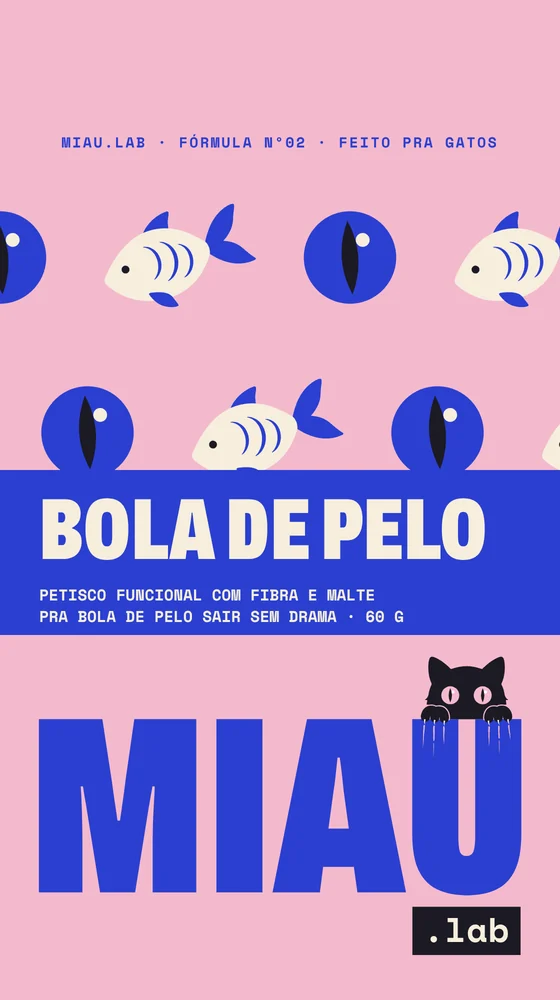 MIAU.LAB · FÓRMULA Nº02 · FEITO PRA GATOS
BOLA DE PELO
PETISCO FUNCIONAL COM FIBRA E MALTE
PRA BOLA DE PELO SAIR SEM DRAMA · 60 G
MIAU
.lab